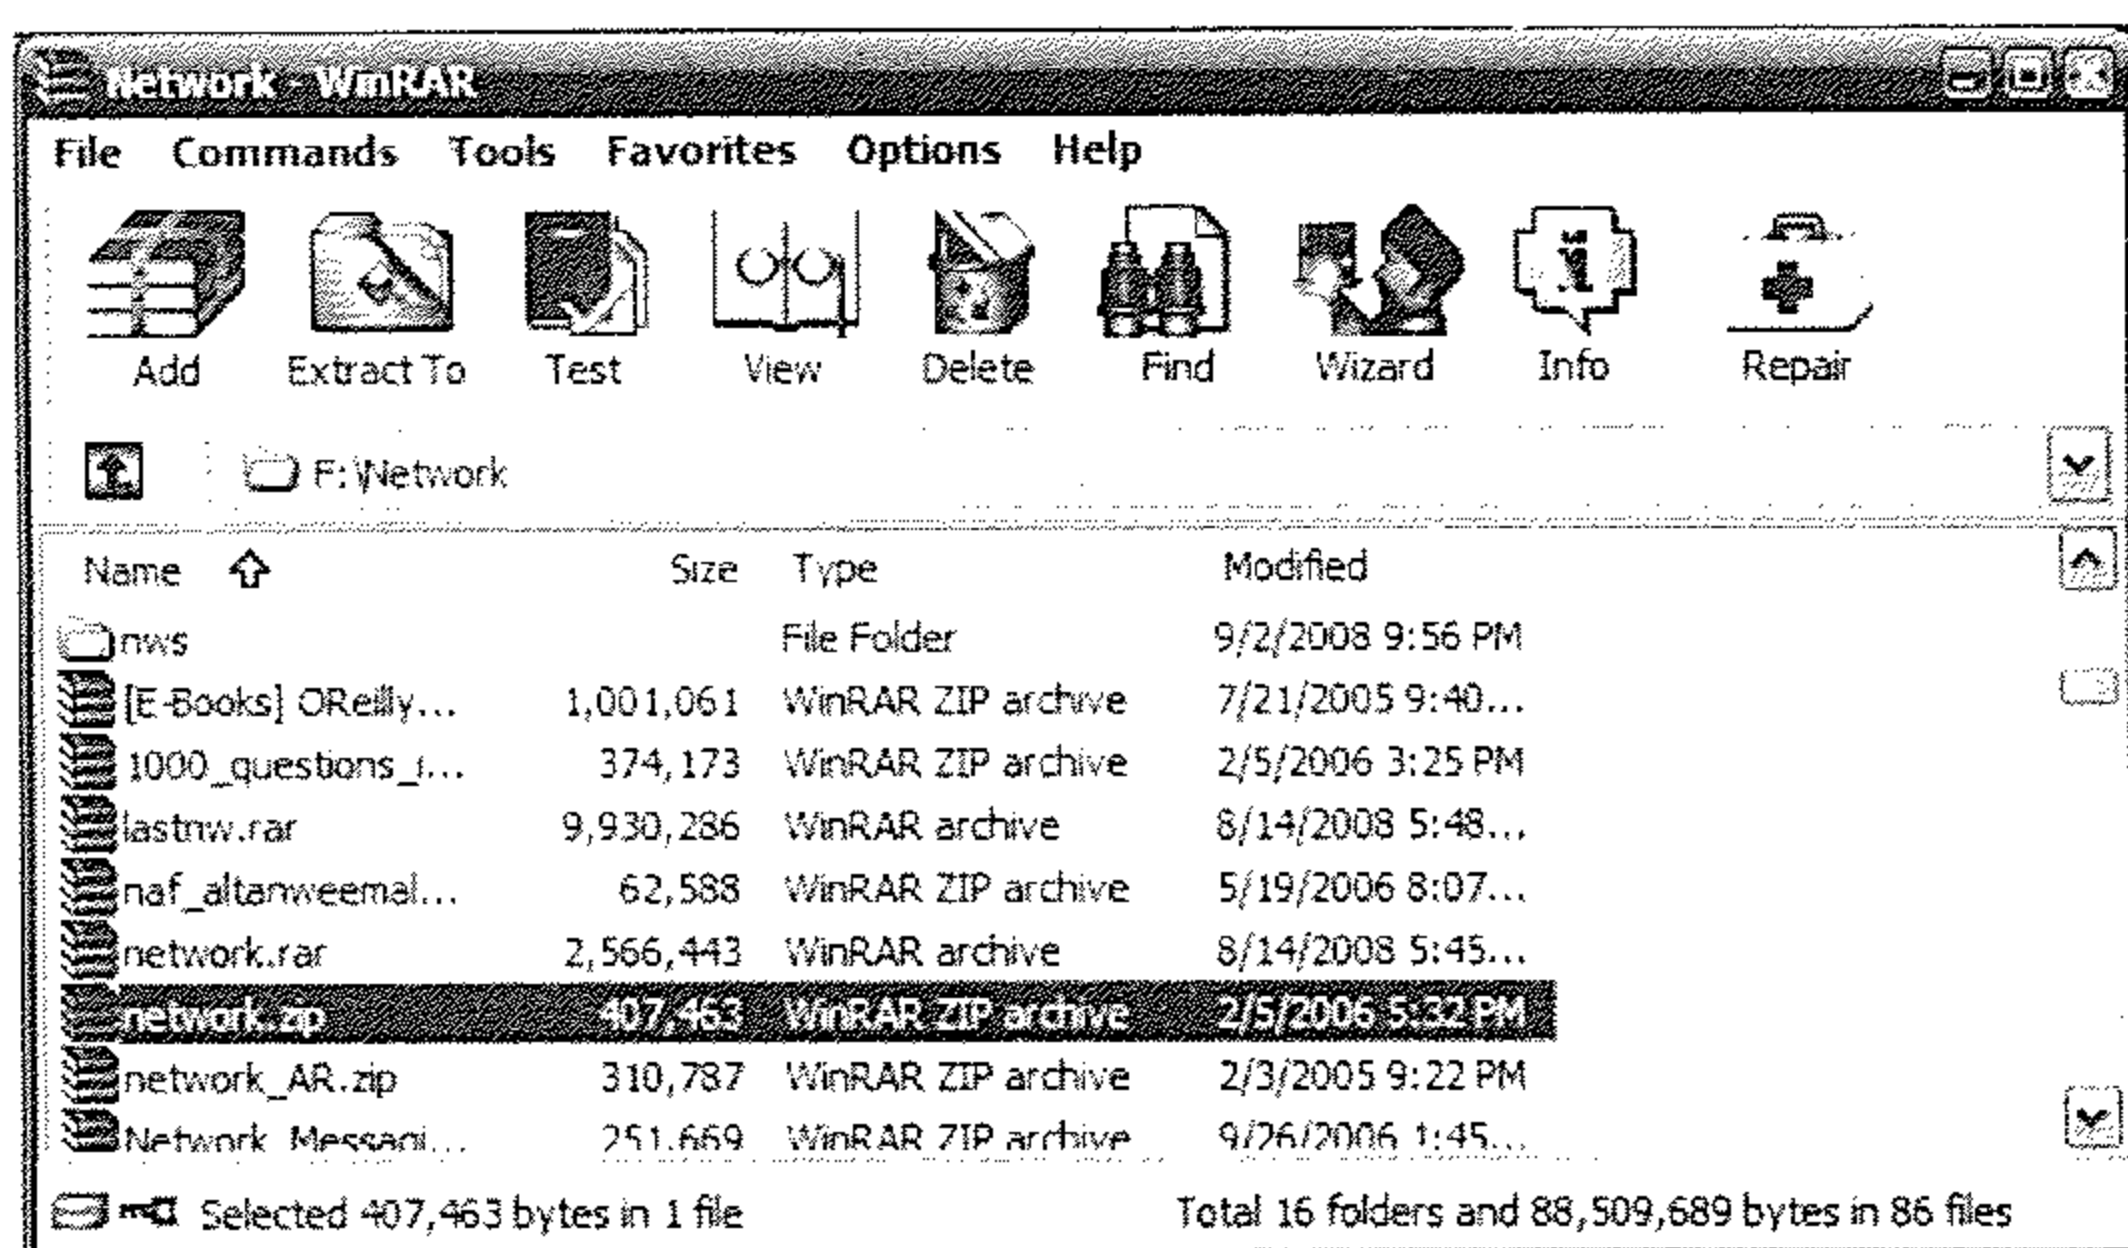 Network - WinRAR
File Commands Tools Favorites Options Help
Add Extract To Test View Delete Find Wizard Info Repair
F:\Network
Name Size Type Modified
nws File Folder 9/2/2008 9:56 PM
[E-Books] OReilly... 1,001,061 WinRAR ZIP archive 7/21/2005 9:40...
1000_questions_r... 374,173 WinRAR ZIP archive 2/5/2006 3:25 PM
lastnw.rar 9,930,286 WinRAR archive 8/14/2008 5:48...
naf_altanweemal... 62,588 WinRAR ZIP archive 5/19/2006 8:07...
network.rar 2,566,443 WinRAR archive 8/14/2008 5:45...
network.zip 407,463 WinRAR ZIP archive 2/5/2006 5:32 PM
network_AR.zip 310,787 WinRAR ZIP archive 2/3/2005 9:22 PM
Network_Messagi... 251,669 WinRAR ZIP archive 9/26/2006 1:45...
Selected 407,463 bytes in 1 file Total 16 folders and 88,509,689 bytes in 86 files